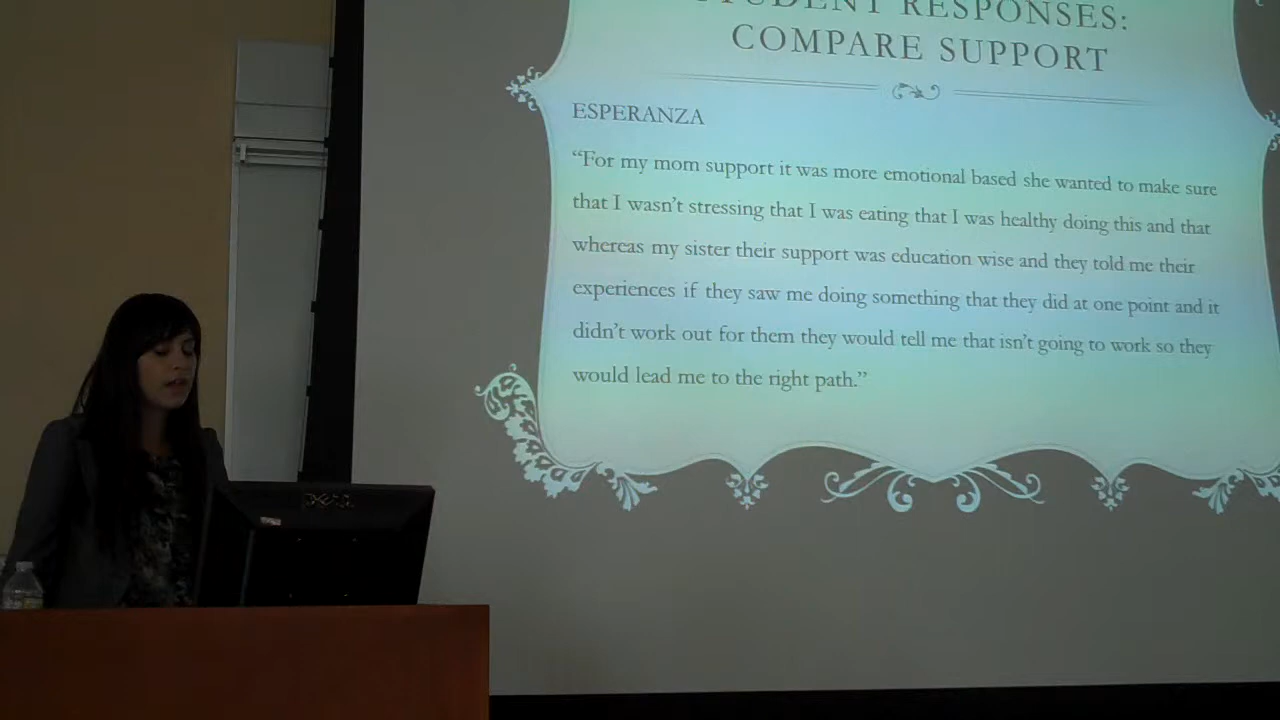 STUDENT RESPONSES:
COMPARE SUPPORT
ESPERANZA
“For my mom support it was more emotional based she wanted to make sure
that I wasn’t stressing that I was eating that I was healthy doing this and that
whereas my sister their support was education wise and they told me their
experiences if they saw me doing something that they did at one point and it
didn’t work out for them they would tell me that isn’t going to work so they
would lead me to the right path.”
DELL